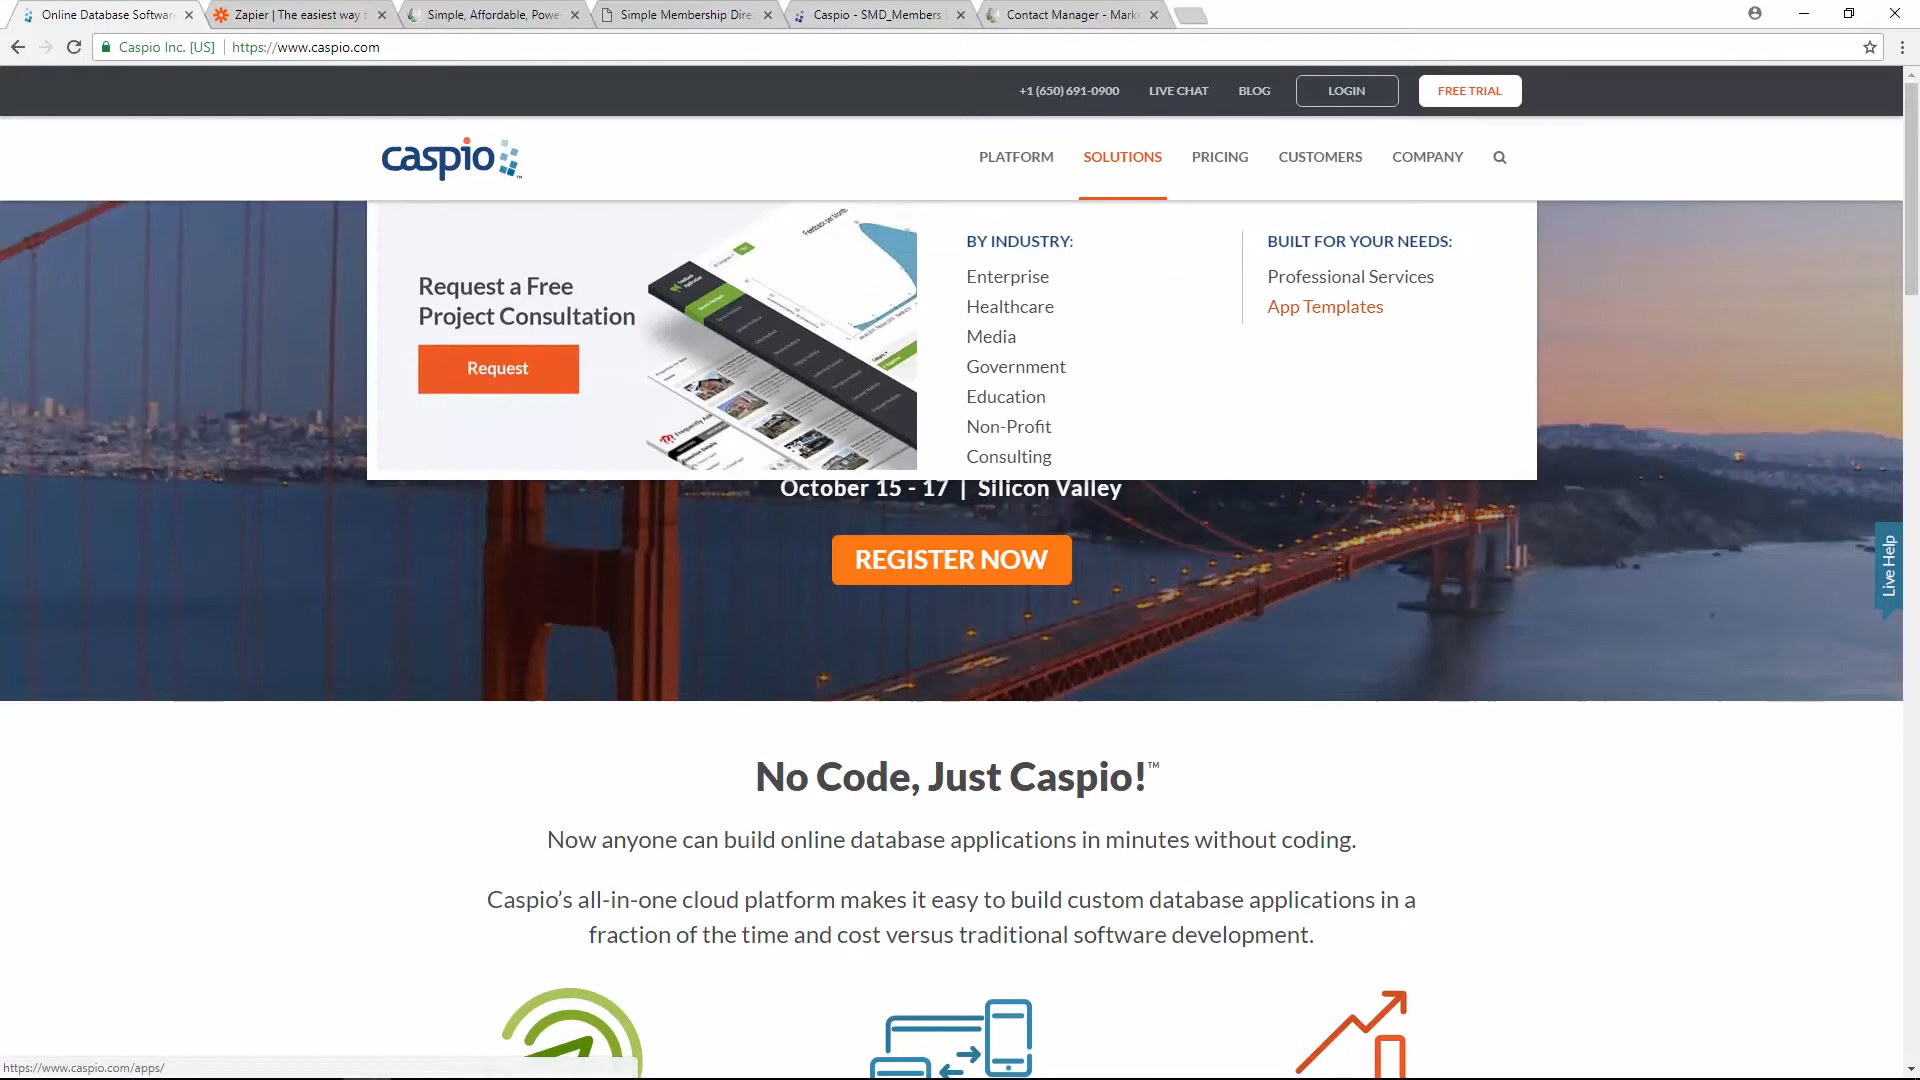 Online Database Software
Zapier | The easiest way t
Simple, Affordable, Powe
Simple Membership Dire
Caspio - SMD_Members
Contact Manager - Mark
Caspio Inc. [US]
https://www.caspio.com
+1 (650) 691-0900
LIVE CHAT
BLOG
LOGIN
FREE TRIAL
caspio
PLATFORM
SOLUTIONS
PRICING
CUSTOMERS
COMPANY
Request a Free
Project Consultation
Request
Feedback per Month
BY INDUSTRY:
Enterprise
Healthcare
Media
Government
Education
Non-Profit
Consulting
BUILT FOR YOUR NEEDS:
Professional Services
App Templates
October 15 - 17 | Silicon Valley
REGISTER NOW
Live Help
No Code, Just Caspio!™
Now anyone can build online database applications in minutes without coding.
Caspio’s all-in-one cloud platform makes it easy to build custom database applications in a
fraction of the time and cost versus traditional software development.
https://www.caspio.com/apps/